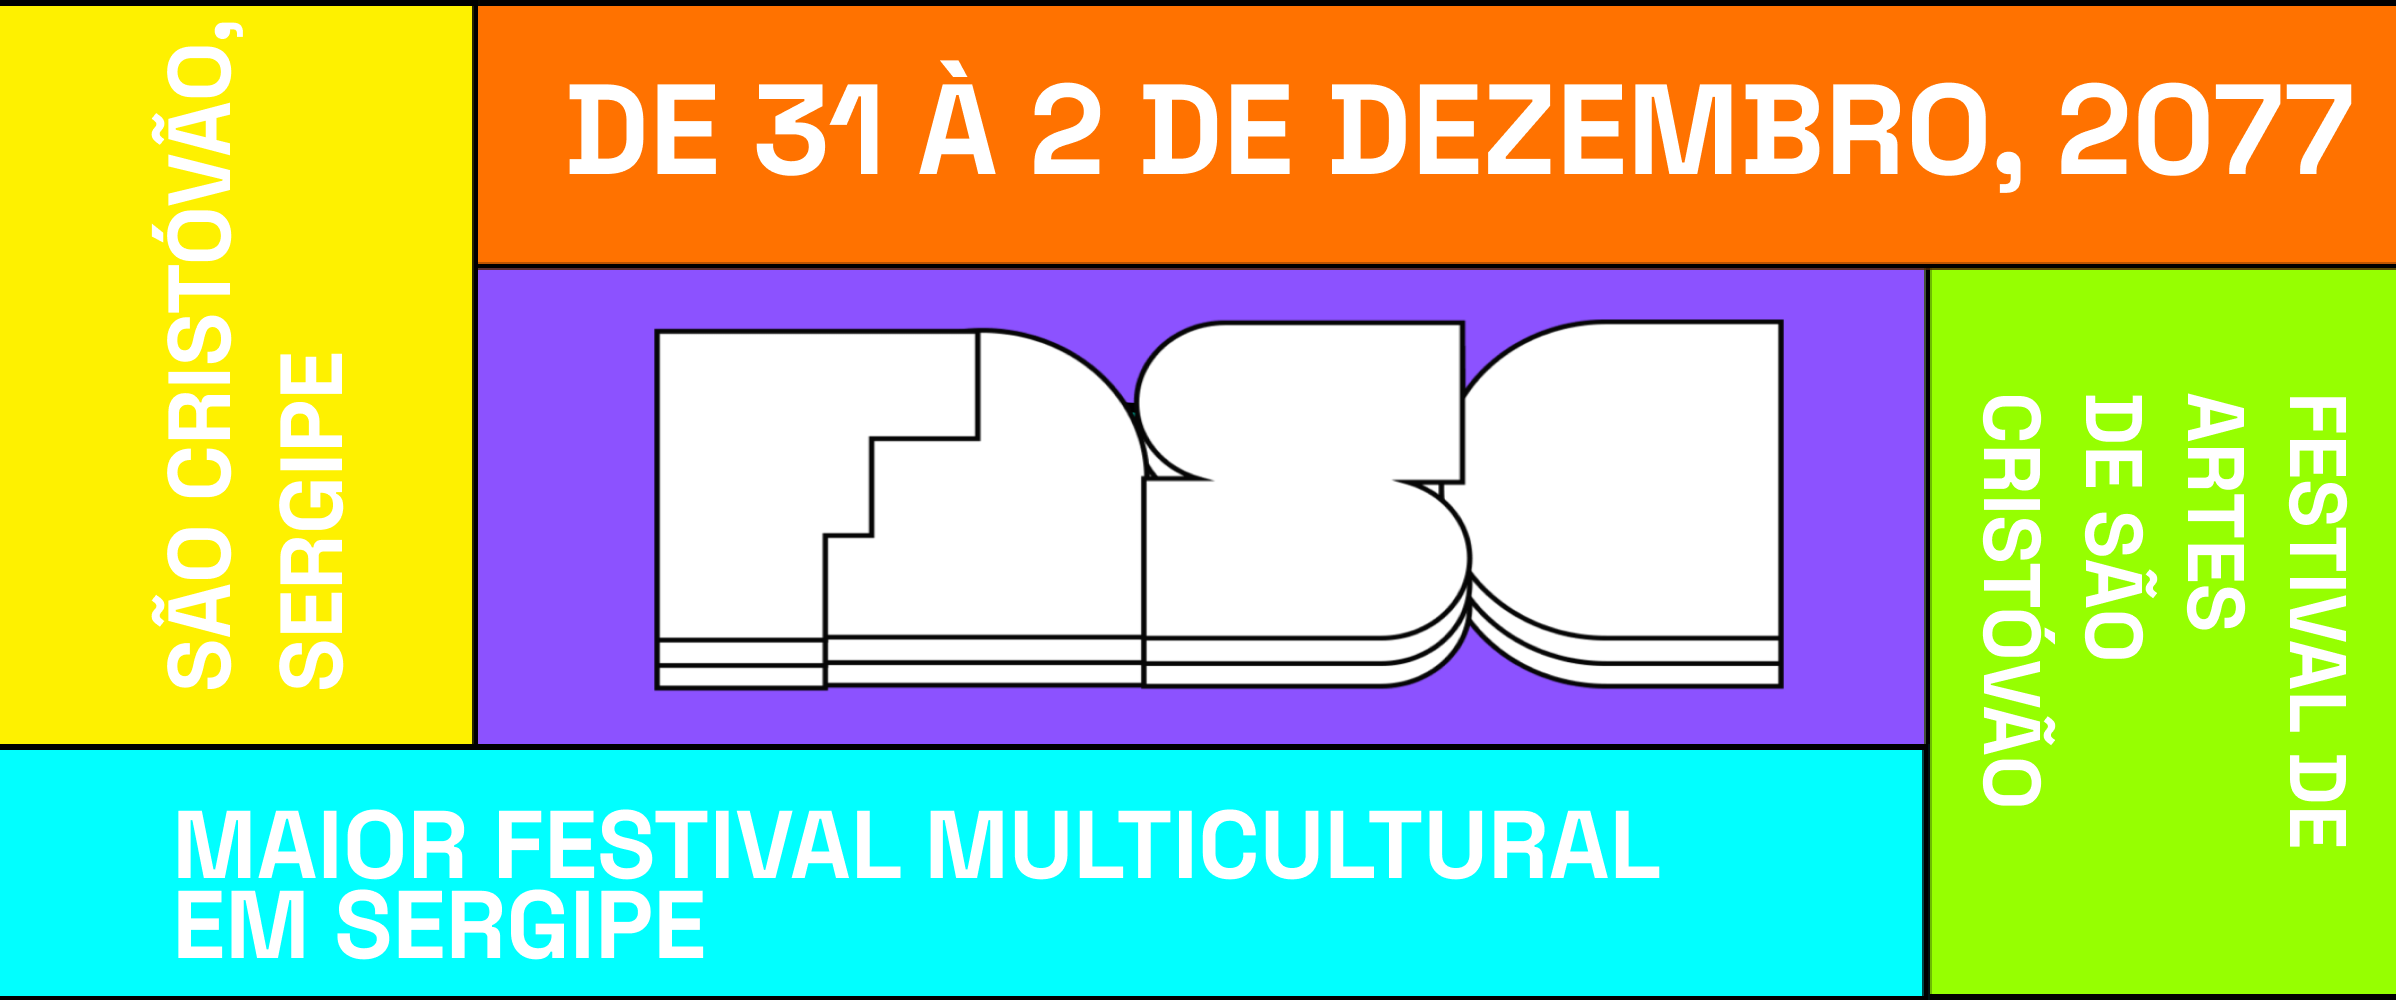 SÃO CRISTÓVÃO,
SERGIPE
DE 31 À 2 DE DEZEMBRO, 2077
FASC
FESTIVAL DE
ARTES
DE SÃO
CRISTÓVÃO
MAIOR FESTIVAL MULTICULTURAL
EM SERGIPE